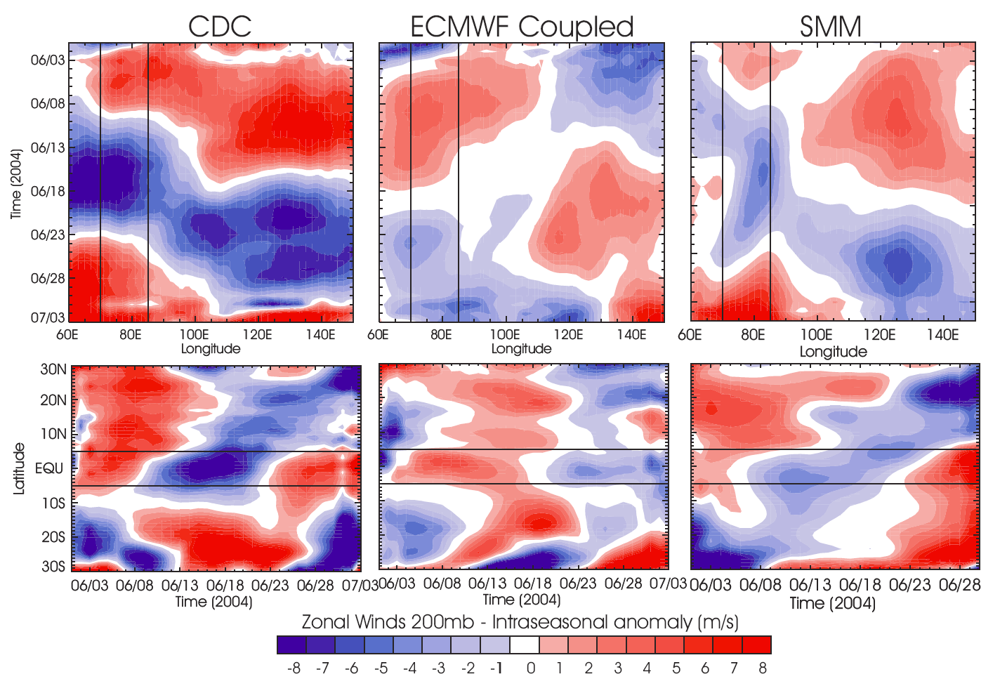 CDC ECMWF Coupled SMM
06/03
06/08
06/13
06/18
06/23
06/28
07/03
Time (2004)
60E 80E 100E 120E 140E 60E 80E 100E 120E 140E 60E 80E 100E 120E 140E
Longitude Longitude Longitude
30N
20N
10N
EQU
10S
20S
30S
Latitude
06/03 06/08 06/13 06/18 06/23 06/28 07/03 06/03 06/08 06/13 06/18 06/23 06/28 07/03 06/03 06/08 06/13 06/18 06/23 06/28
Time (2004) Time (2004) Time (2004)
Zonal Winds 200mb - Intraseasonal anomaly (m/s)
-8 -7 -6 -5 -4 -3 -2 -1 0 1 2 3 4 5 6 7 8